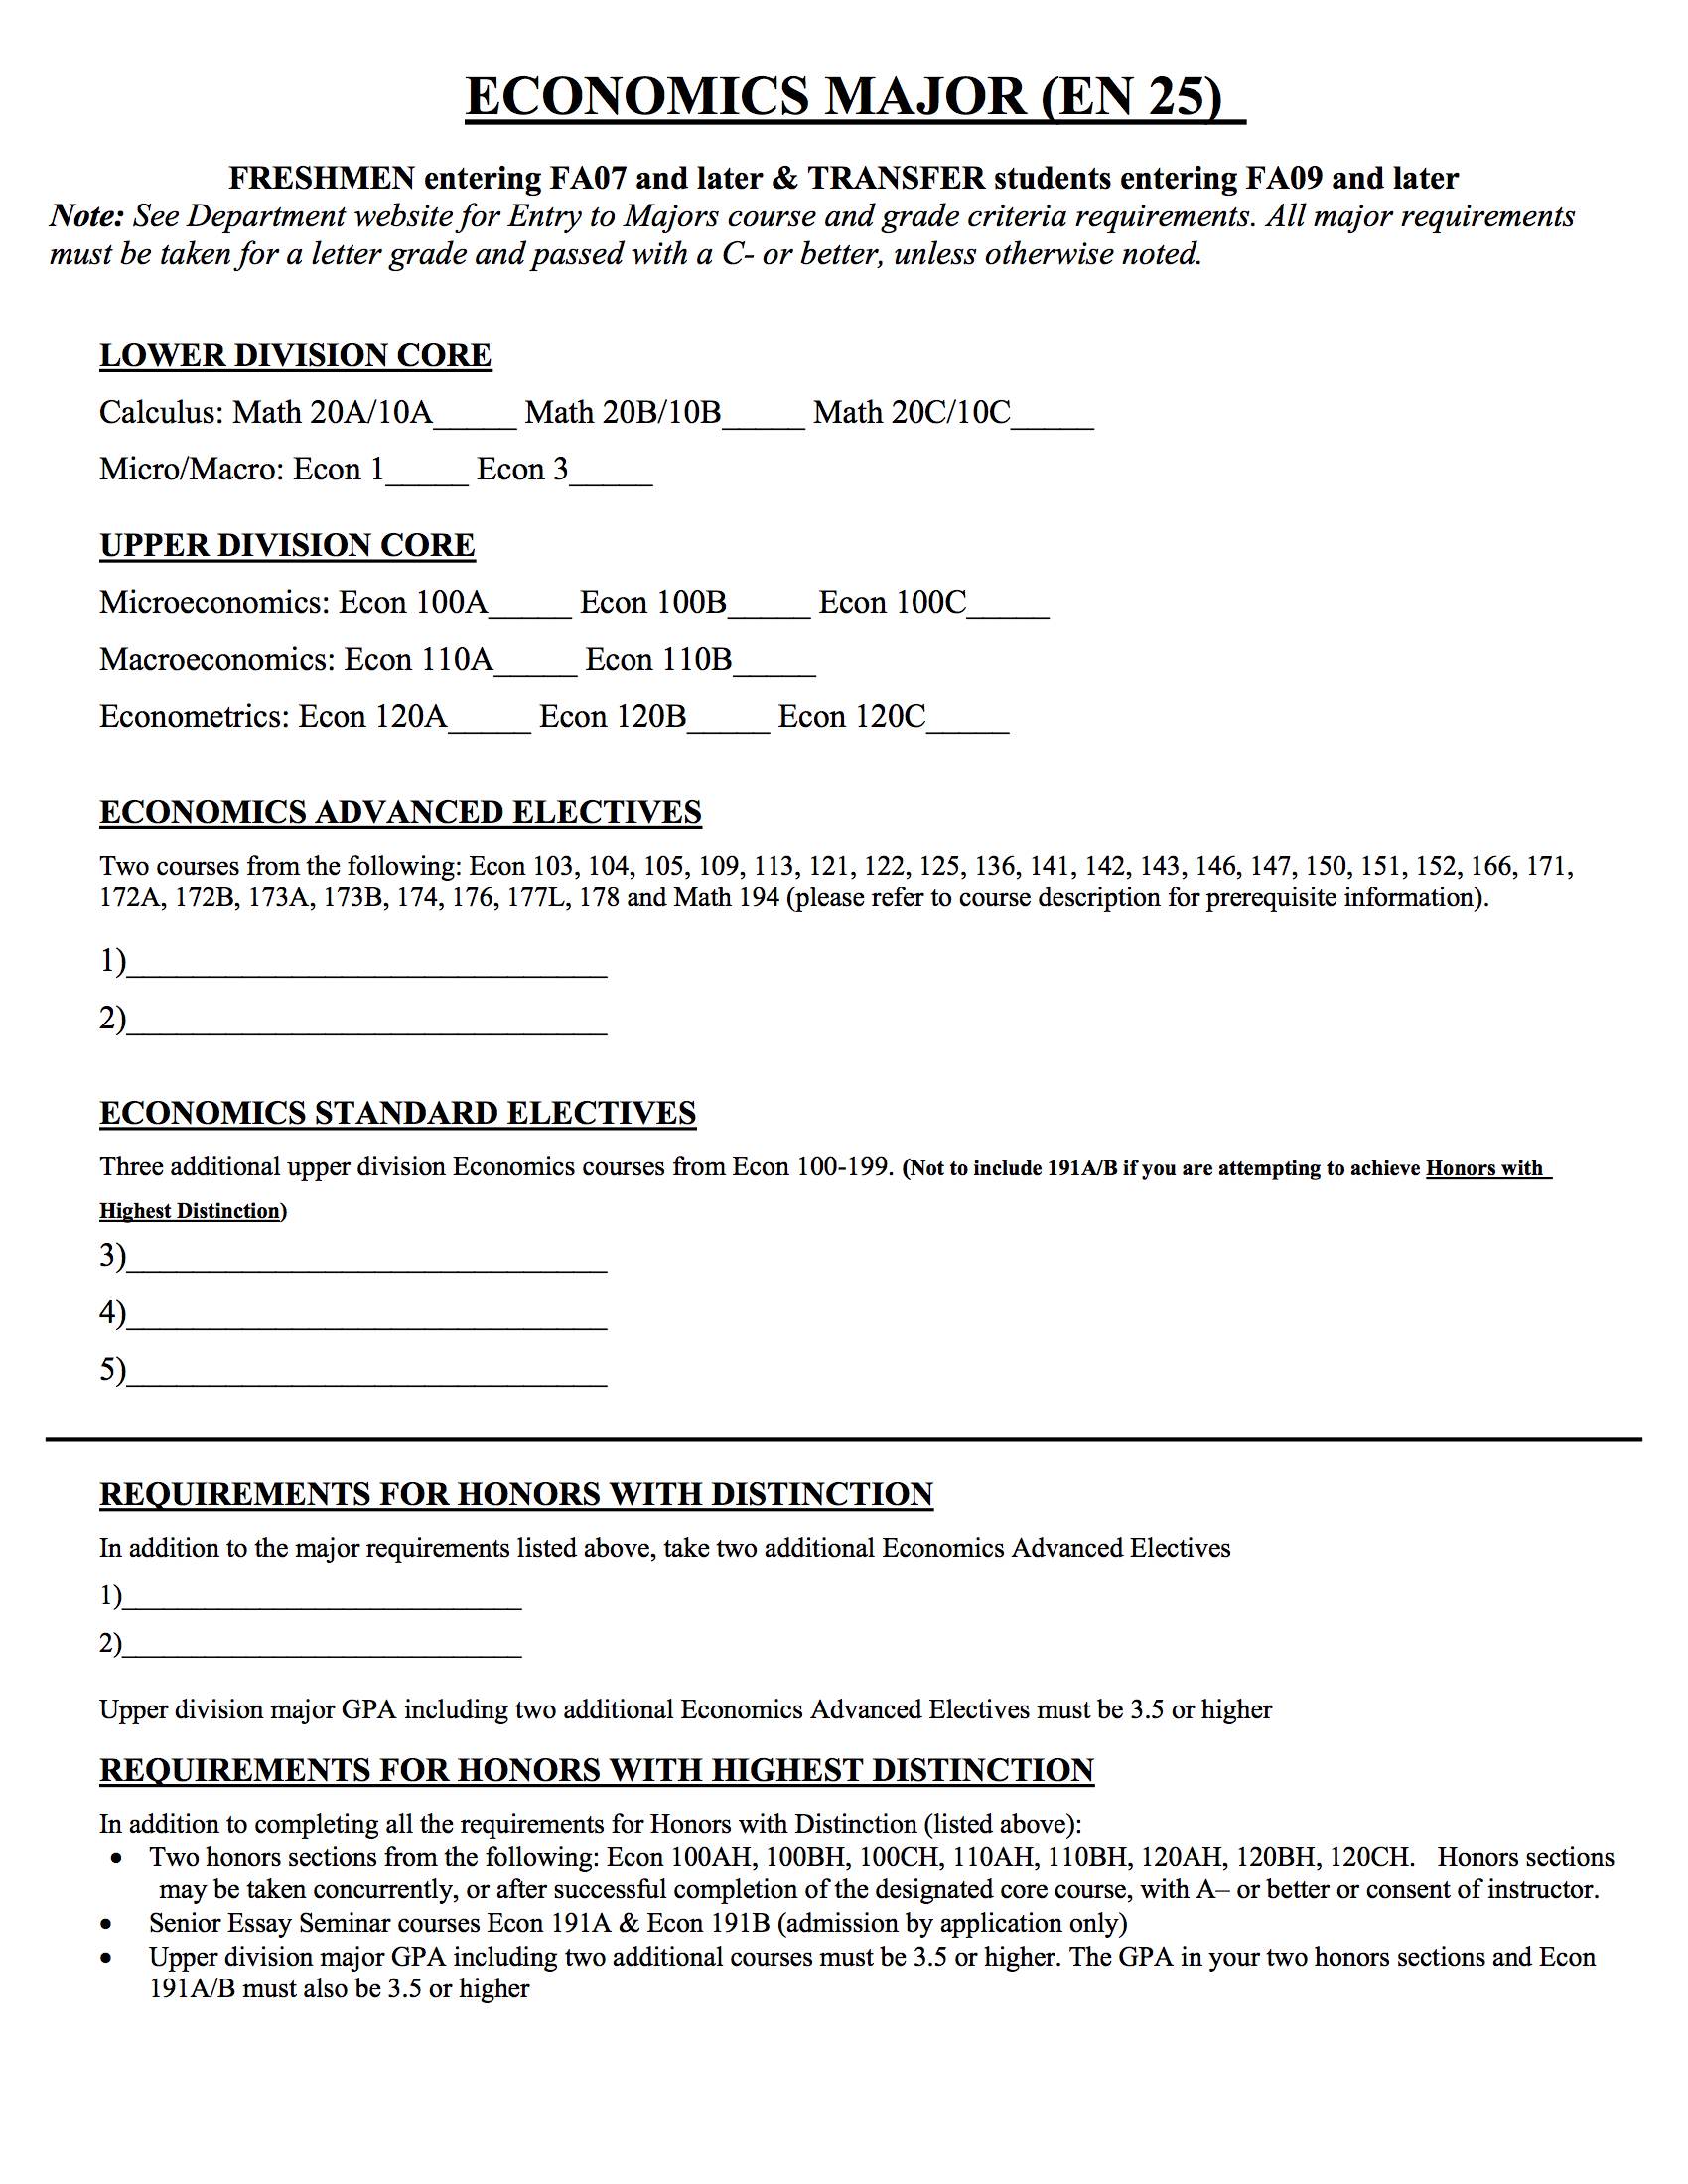 ECONOMICS MAJOR (EN 25)
FRESHMEN entering FA07 and later & TRANSFER students entering FA09 and later
Note: See Department website for Entry to Majors course and grade criteria requirements. All major requirements
must be taken for a letter grade and passed with a C- or better, unless otherwise noted.
LOWER DIVISION CORE
Calculus: Math 20A/10A_____ Math 20B/10B_____ Math 20C/10C_____
Micro/Macro: Econ 1_____ Econ 3_____
UPPER DIVISION CORE
Microeconomics: Econ 100A_____ Econ 100B_____ Econ 100C_____
Macroeconomics: Econ 110A_____ Econ 110B_____
Econometrics: Econ 120A_____ Econ 120B_____ Econ 120C_____
ECONOMICS ADVANCED ELECTIVES
Two courses from the following: Econ 103, 104, 105, 109, 113, 121, 122, 125, 136, 141, 142, 143, 146, 147, 150, 151, 152, 166, 171,
172A, 172B, 173A, 173B, 174, 176, 177L, 178 and Math 194 (please refer to course description for prerequisite information).
1)_____________________________
2)_____________________________
ECONOMICS STANDARD ELECTIVES
Three additional upper division Economics courses from Econ 100-199. (Not to include 191A/B if you are attempting to achieve Honors with
Highest Distinction)
3)_____________________________
4)_____________________________
5)_____________________________
REQUIREMENTS FOR HONORS WITH DISTINCTION
In addition to the major requirements listed above, take two additional Economics Advanced Electives
1)_____________________________
2)_____________________________
Upper division major GPA including two additional Economics Advanced Electives must be 3.5 or higher
REQUIREMENTS FOR HONORS WITH HIGHEST DISTINCTION
In addition to completing all the requirements for Honors with Distinction (listed above):
• Two honors sections from the following: Econ 100AH, 100BH, 100CH, 110AH, 110BH, 120AH, 120BH, 120CH. Honors sections
may be taken concurrently, or after successful completion of the designated core course, with A– or better or consent of instructor.
• Senior Essay Seminar courses Econ 191A & Econ 191B (admission by application only)
• Upper division major GPA including two additional courses must be 3.5 or higher. The GPA in your two honors sections and Econ
191A/B must also be 3.5 or higher